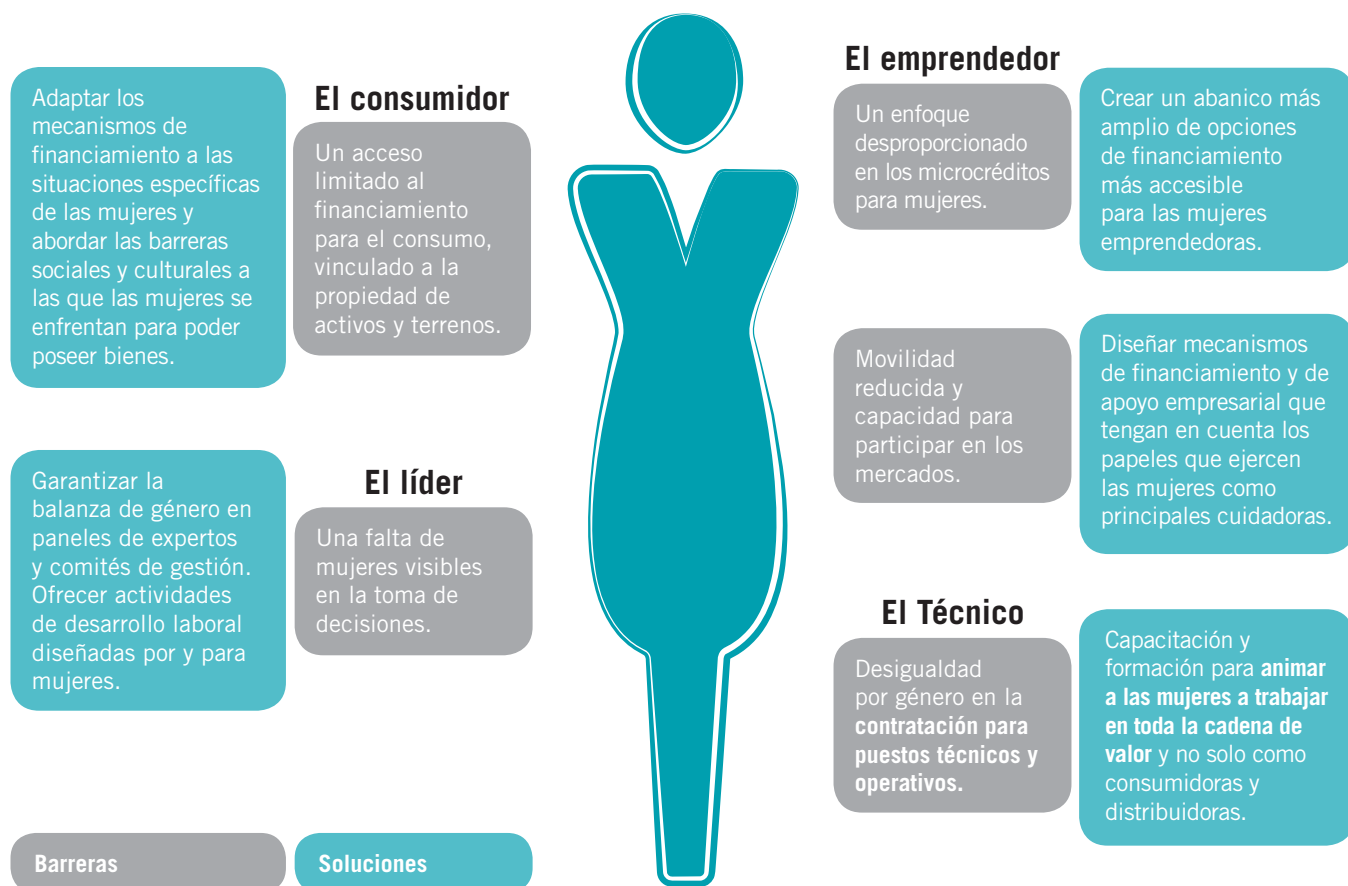 Adaptar los
mecanismos de
financiamiento a las
situaciones específicas
de las mujeres y
abordar las barreras
sociales y culturales a
las que las mujeres se
enfrentan para poder
poseer bienes.
El consumidor
Un acceso
limitado al
financiamiento
para el consumo,
vinculado a la
propiedad de
activos y terrenos.
Garantizar la
balanza de género en
paneles de expertos
y comités de gestión.
Ofrecer actividades
de desarrollo laboral
diseñadas por y para
mujeres.
El líder
Una falta de
mujeres visibles
en la toma de
decisiones.
Barreras
Soluciones
El emprendedor
Un enfoque
desproporcionado
en los microcréditos
para mujeres.
Crear un abanico más
amplio de opciones
de financiamiento
más accesible
para las mujeres
emprendedoras.
Movilidad
reducida y
capacidad para
participar en los
mercados.
Diseñar mecanismos
de financiamiento y de
apoyo empresarial que
tengan en cuenta los
papeles que ejercen
las mujeres como
principales cuidadoras.
El Técnico
Desigualdad
por género en la
contratación para
puestos técnicos y
operativos.
Capacitación y
formación para animar
a las mujeres a trabajar
en toda la cadena de
valor y no solo como
consumidoras y
distribuidoras.